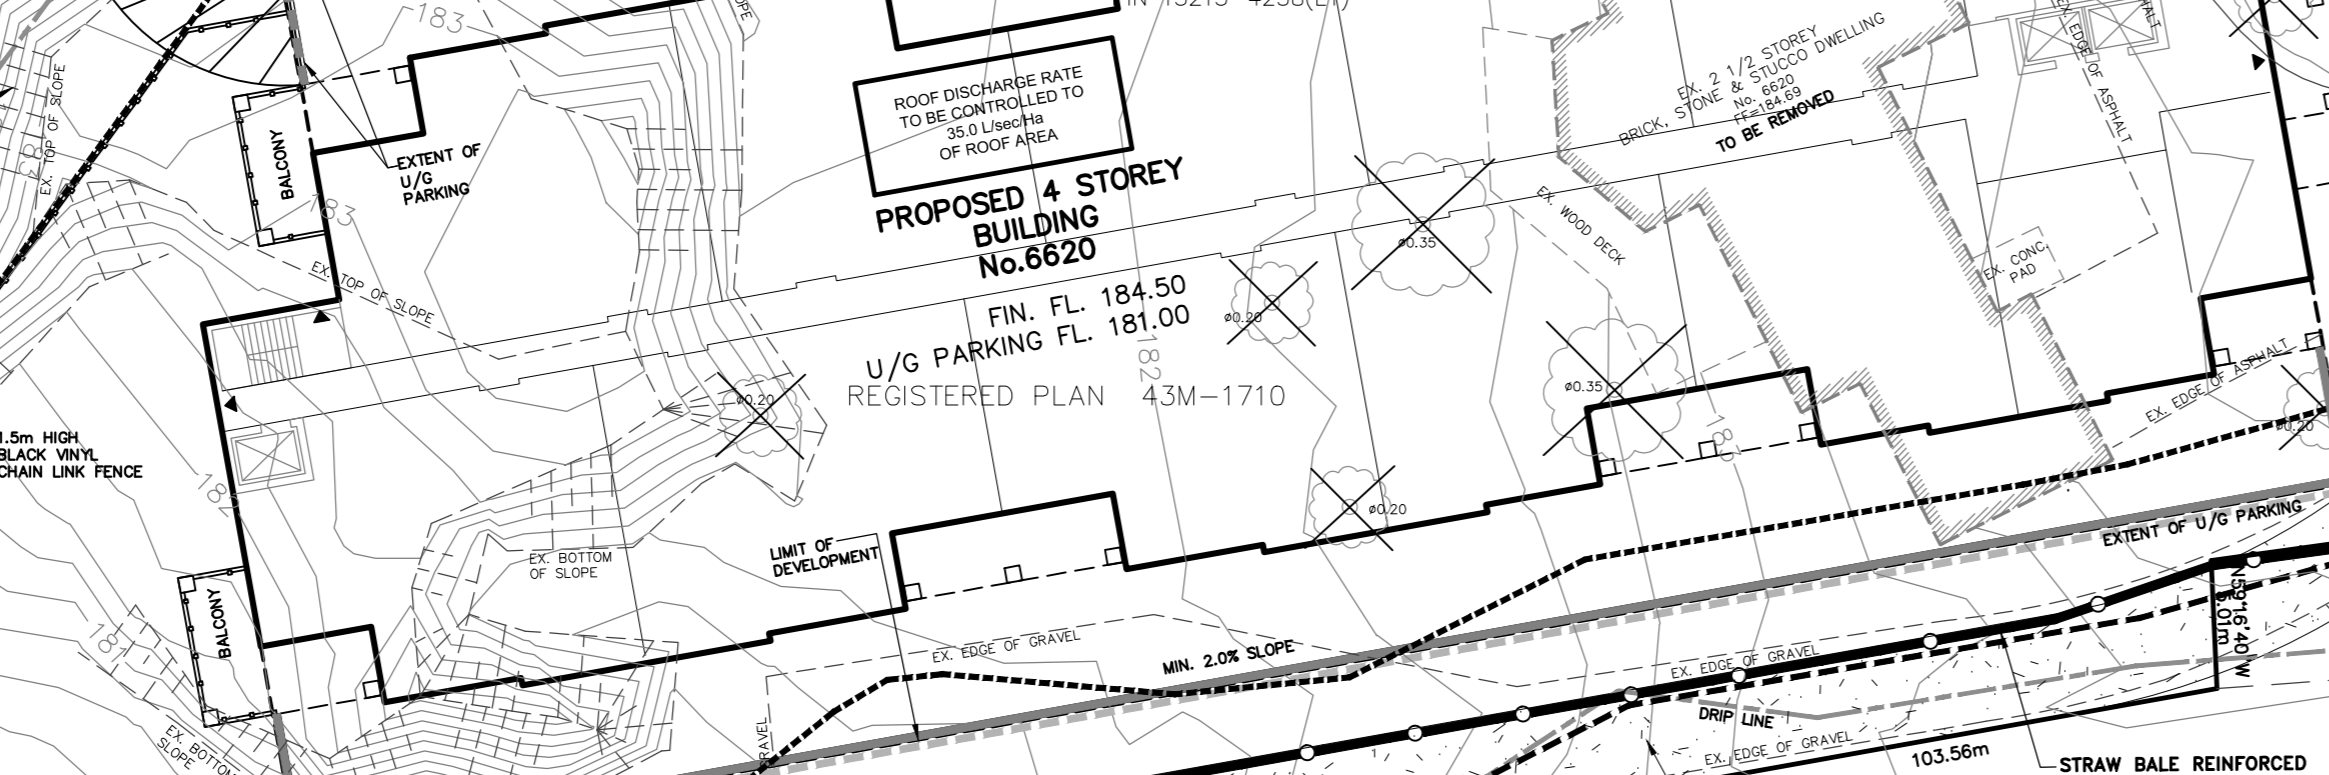 183
EX. TOP OF SLOPE
183
BALCONY
EXTENT OF
U/G
PARKING
183
EX. TOP OF SLOPE
ROOF DISCHARGE RATE
TO BE CONTROLLED TO
35.0 L/sec/Ha
OF ROOF AREA
PROPOSED 4 STOREY
BUILDING
No.6620
FIN. FL. 184.50
U/G PARKING FL. 181.00
REGISTERED PLAN 43M-1710
182
ø0.35
ø0.20
ø0.20
ø0.35
ø0.20
ø0.20
EX. 2 1/2 STOREY
BRICK, STONE & STUCCO DWELLING
No. 6620
FF=184.69
TO BE REMOVED
EX. EDGE OF ASPHALT
EX. WOOD DECK
EX. CONC.
PAD
EX. EDGE OF ASPHALT
1.5m HIGH
BLACK VINYL
CHAIN LINK FENCE
182
EX. BOTTOM
OF SLOPE
LIMIT OF
DEVELOPMENT
BALCONY
181
EX. BOTTOM
SLOPE
EX. EDGE OF GRAVEL
MIN. 2.0% SLOPE
EX. EDGE OF GRAVEL
EXTENT OF U/G PARKING
DRIP LINE
EX. EDGE OF GRAVEL
103.56m
STRAW BALE REINFORCED